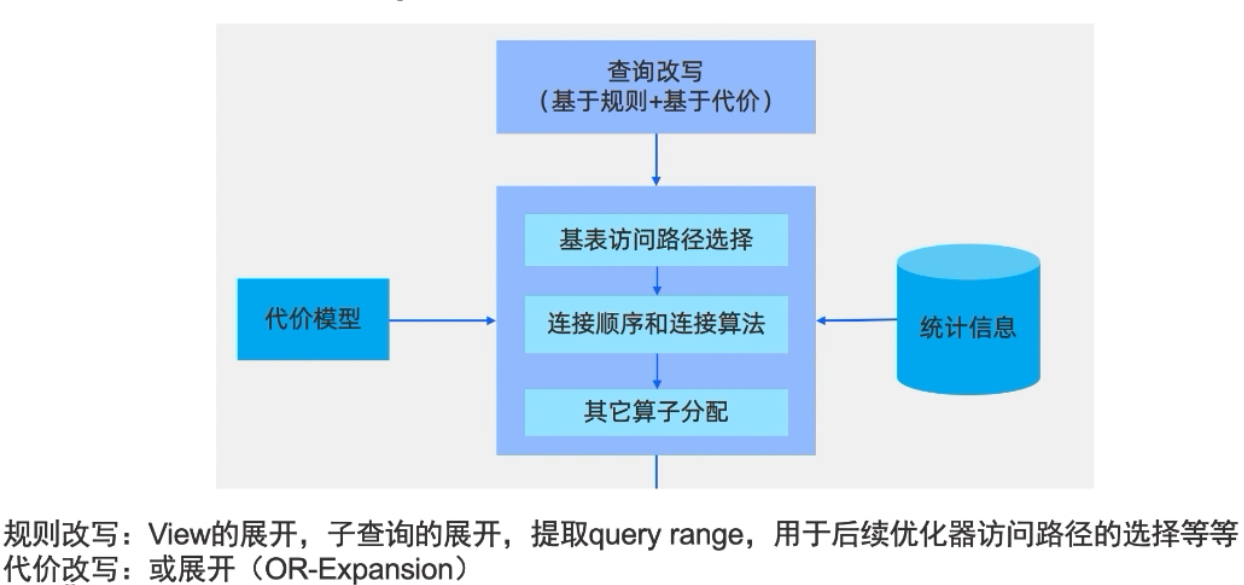 查询改写
（基于规则+基于代价）
基表访问路径选择
代价模型
连接顺序和连接算法
统计信息
其它算子分配
规则改写：View的展开，子查询的展开，提取query range，用于后续优化器访问路径的选择等等
代价改写：或展开（OR-Expansion）